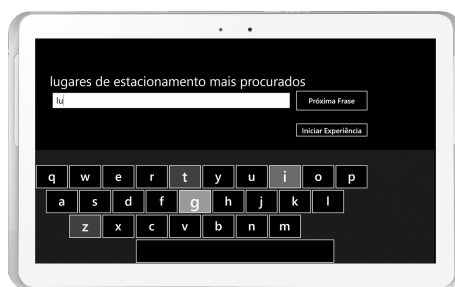 lugares de estacionamento mais procurados
lu
Próxima Frase
Iniciar Experiência
q w e r t y u i o p
a s d f g h j k l
z x c v b n m